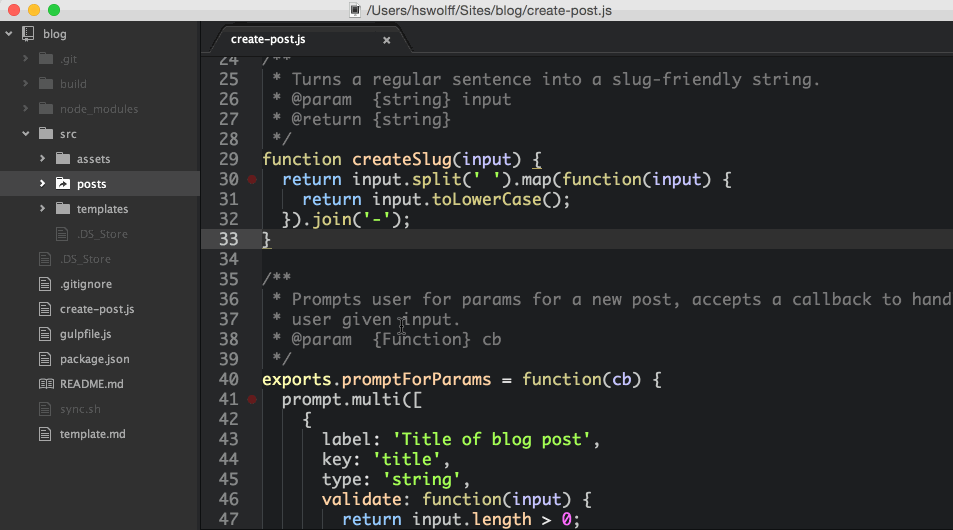 /Users/hswolff/Sites/blog/create-post.js
blog
.git
build
node_modules
src
assets
posts
templates
.DS_Store
.DS_Store
.gitignore
create-post.js
gulpfile.js
package.json
README.md
sync.sh
template.md
create-post.js ×
24 /**
25  * Turns a regular sentence into a slug-friendly string.
26  * @param  {string} input
27  * @return {string}
28  */
29 function createSlug(input) {
30   return input.split(' ').map(function(input) {
31     return input.toLowerCase();
32   }).join('-');
33 }
34
35 /**
36  * Prompts user for params for a new post, accepts a callback to hand
37  * user given input.
38  * @param  {Function} cb
39  */
40 exports.promptForParams = function(cb) {
41   prompt.multi([
42     {
43       label: 'Title of blog post',
44       key: 'title',
45       type: 'string',
46       validate: function(input) {
47         return input.length > 0;